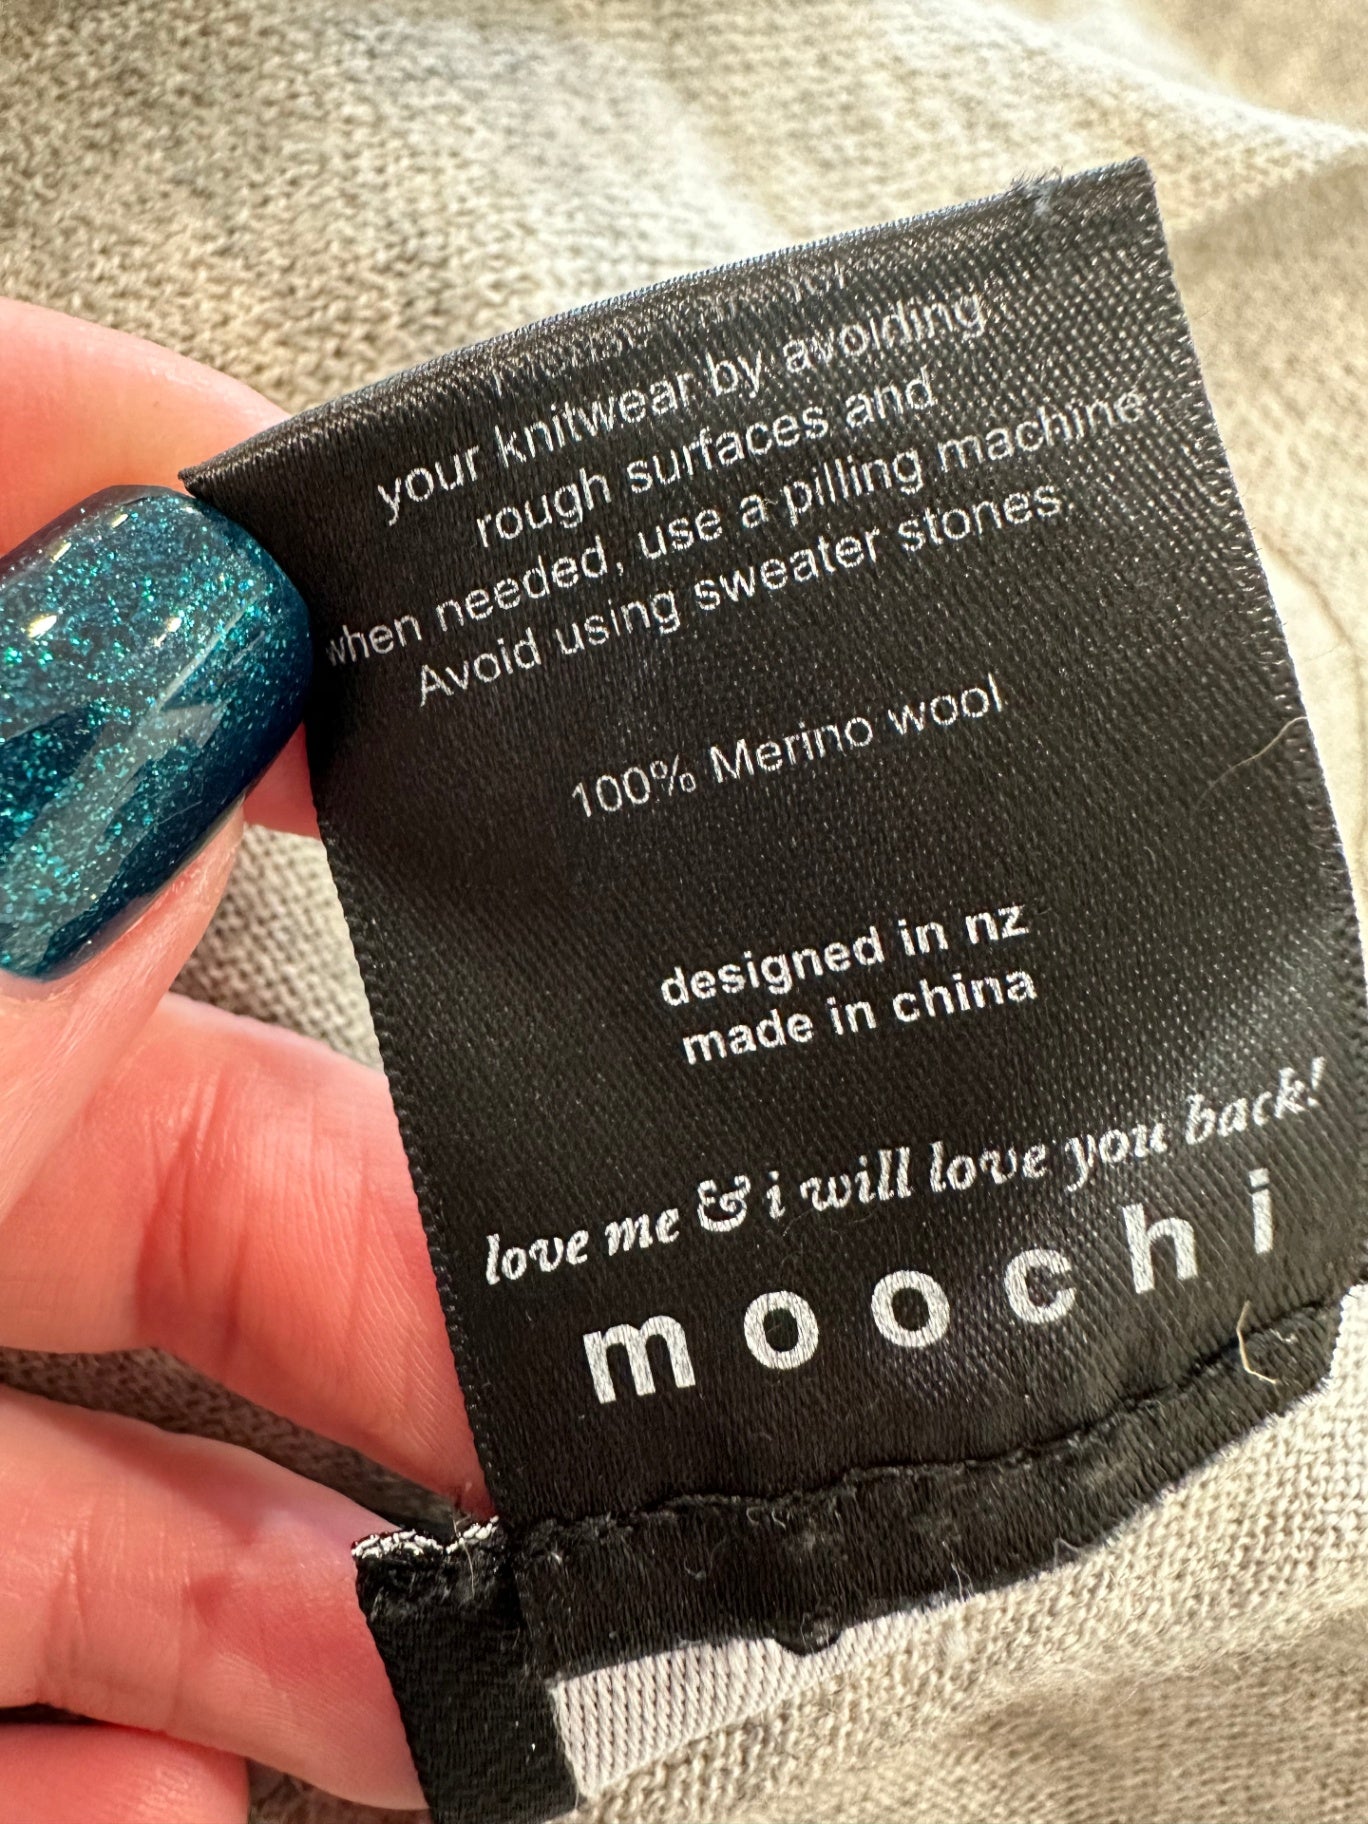 your knitwear by avoiding
rough surfaces and
when needed, use a pilling machine.
Avoid using sweater stones.
100% Merino wool
designed in nz
made in china
love me & i will love you back!
moochi